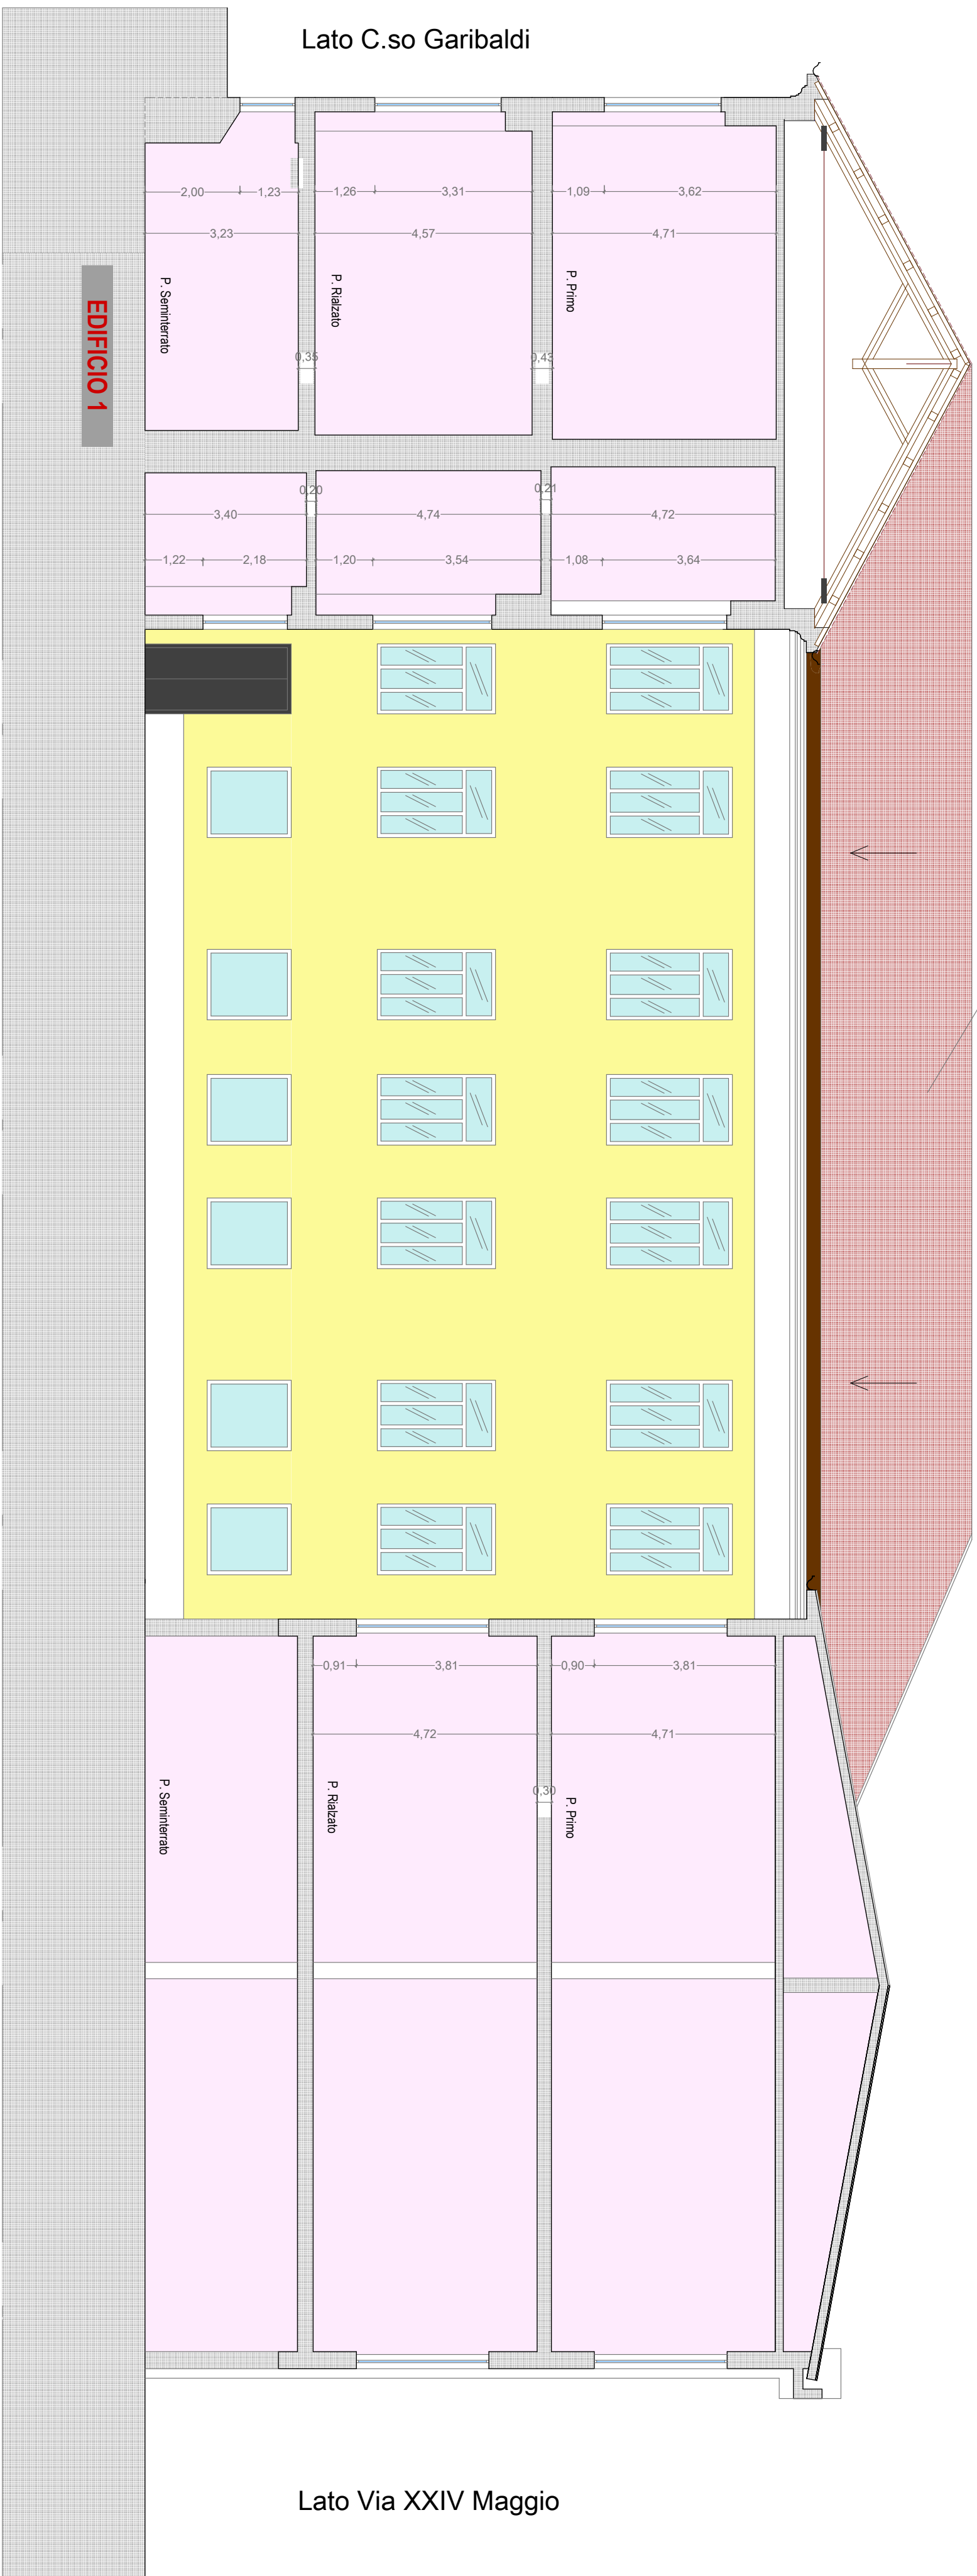 Lato C.so Garibaldi
2,00 1,23
1,26 3,31
1,09 3,62
3,23
4,57
4,71
P. Seminterrato
P. Rialzato
P. Primo
EDIFICIO 1
0,35
0,43
0,20
0,21
3,40
4,74
4,72
1,22 2,18
1,20 3,54
1,08 3,64
0,91 3,81
0,90 3,81
4,72
4,71
0,30
P. Seminterrato
P. Rialzato
P. Primo
Lato Via XXIV Maggio